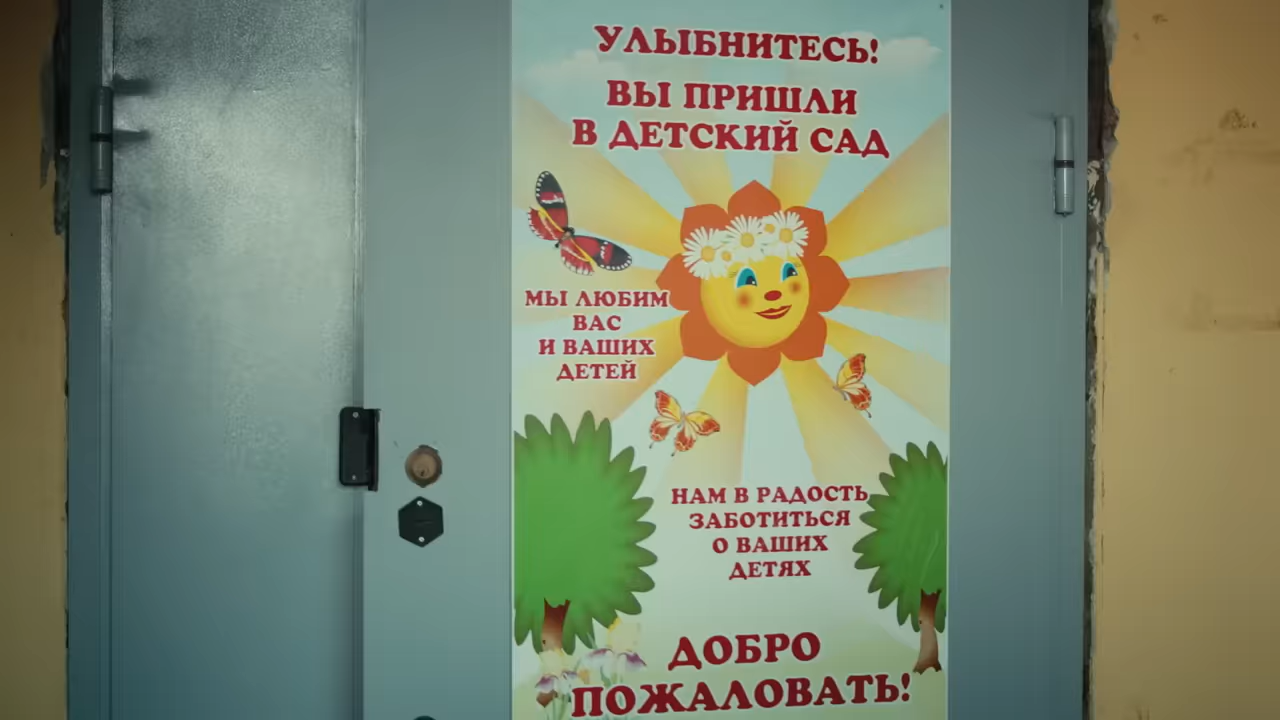 УЛЫБНИТЕСЬ!
ВЫ ПРИШЛИ
В ДЕТСКИЙ САД
МЫ ЛЮБИМ
ВАС
И ВАШИХ
ДЕТЕЙ
НАМ В РАДОСТЬ
ЗАБОТИТЬСЯ
О ВАШИХ
ДЕТЯХ
ДОБРО
ПОЖАЛОВАТЬ!